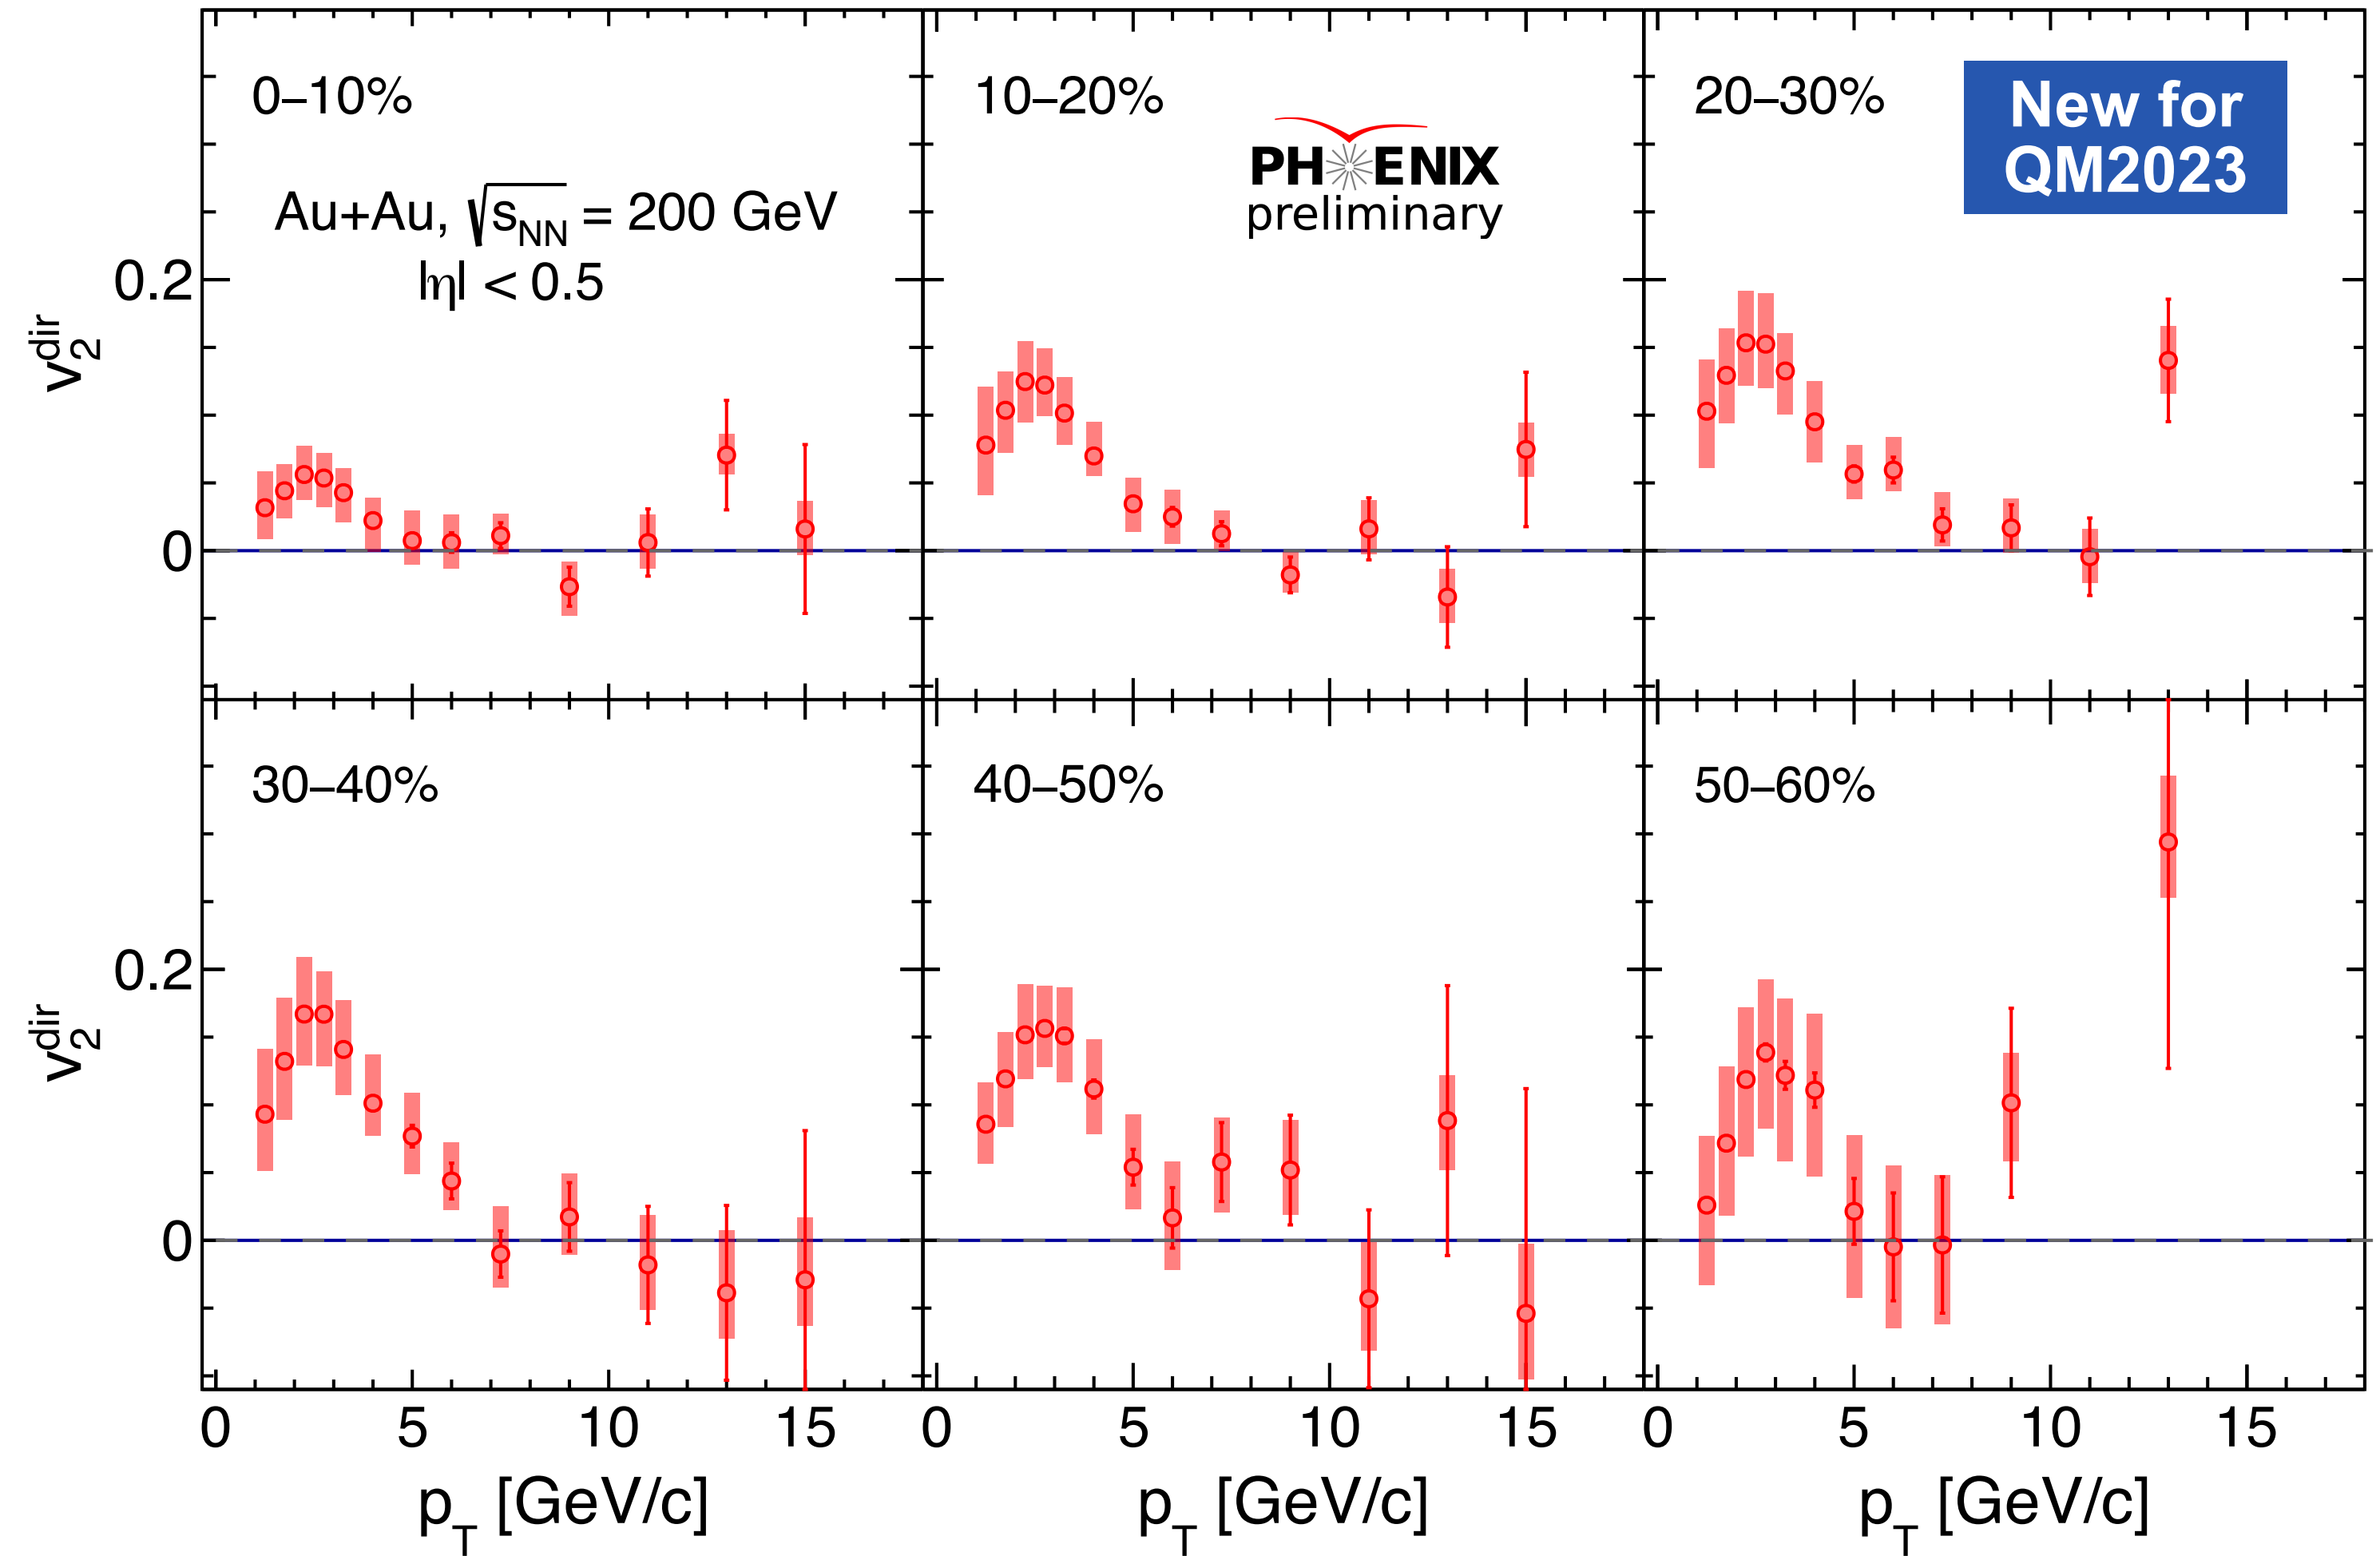 0–10%
10–20%
20–30%
New for
QM2023
PHENIX
preliminary
Au+Au, √sNN = 200 GeV
|η| < 0.5
v2dir
0.2
0
30–40%
40–50%
50–60%
v2dir
0.2
0
0 5 10 15 0 5 10 15 0 5 10 15
pT [GeV/c] pT [GeV/c] pT [GeV/c]